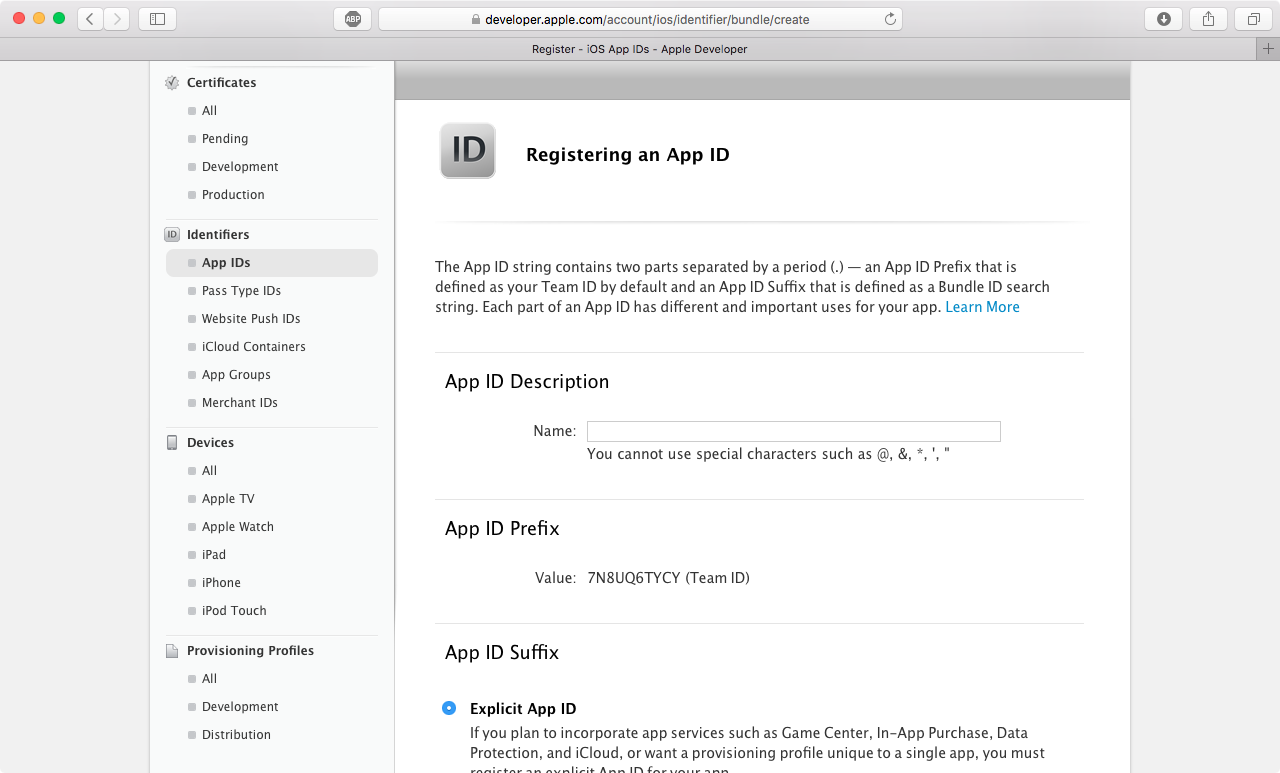 ABP
developer.apple.com/account/ios/identifier/bundle/create
Register - iOS App IDs - Apple Developer
Certificates
All
Pending
Development
Production
ID Identifiers
App IDs
Pass Type IDs
Website Push IDs
iCloud Containers
App Groups
Merchant IDs
Devices
All
Apple TV
Apple Watch
iPad
iPhone
iPod Touch
Provisioning Profiles
All
Development
Distribution
ID Registering an App ID
The App ID string contains two parts separated by a period (.) — an App ID Prefix that is
defined as your Team ID by default and an App ID Suffix that is defined as a Bundle ID search
string. Each part of an App ID has different and important uses for your app. Learn More
App ID Description
Name:
You cannot use special characters such as @, &, *, ', "
App ID Prefix
Value: 7N8UQ6TYCY (Team ID)
App ID Suffix
Explicit App ID
If you plan to incorporate app services such as Game Center, In-App Purchase, Data
Protection, and iCloud, or want a provisioning profile unique to a single app, you must
register an explicit App ID for your app.